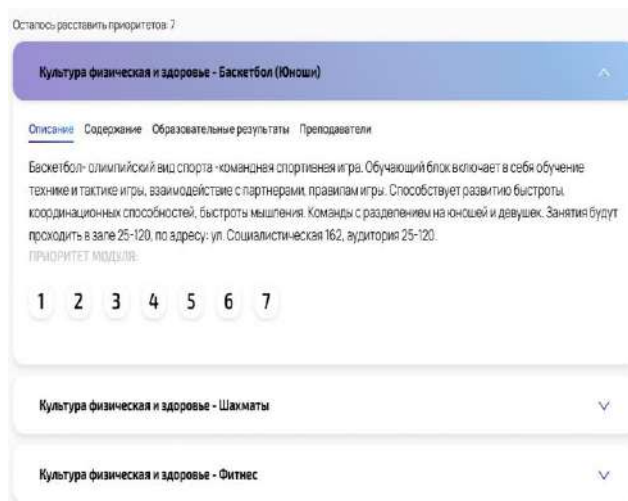 Осталось расставить приоритетов: 7
Культура физическая и здоровье - Баскетбол (Юноши)
Описание Содержание Образовательные результаты Преподаватели
Баскетбол- олимпийский вид спорта -командная спортивная игра. Обучающий блок включает в себя обучение
технике и тактике игры, взаимодействие с партнерами, правилам игры. Способствует развитию быстроты,
координационных способностей, быстроты мышления. Команды с разделением на юношей и девушек. Занятия будут
проходить в зале 25-120, по адресу: ул. Социалистическая 162, аудитория 25-120.
ПРИОРИТЕТ МОДУЛЯ:
1 2 3 4 5 6 7
Культура физическая и здоровье - Шахматы
Культура физическая и здоровье - Фитнес